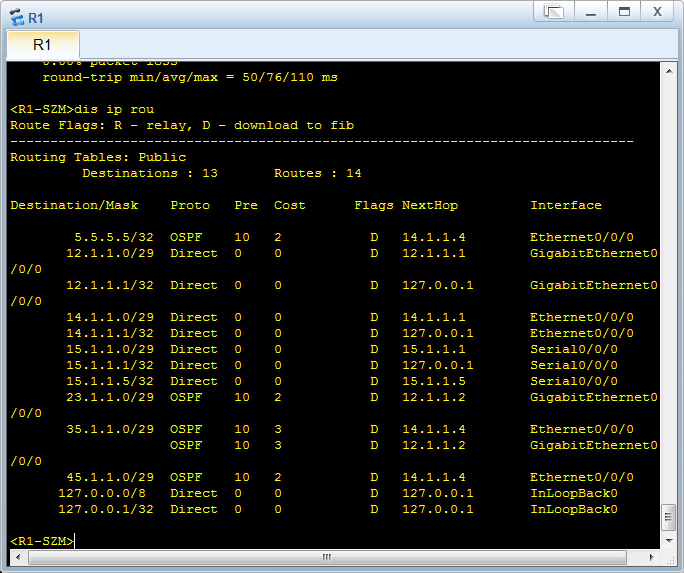 R1
R1
0.00% packet loss
round-trip min/avg/max = 50/76/110 ms
<R1-SZM>dis ip rou
Route Flags: R - relay, D - download to fib
------------------------------------------------------------------------------
Routing Tables: Public
Destinations : 13       Routes : 14
Destination/Mask    Proto   Pre  Cost      Flags NextHop         Interface
5.5.5.5/32  OSPF    10   2           D   14.1.1.4        Ethernet0/0/0
12.1.1.0/29  Direct  0    0           D   12.1.1.1        GigabitEthernet0
/0/0
12.1.1.1/32  Direct  0    0           D   127.0.0.1       GigabitEthernet0
/0/0
14.1.1.0/29  Direct  0    0           D   14.1.1.1        Ethernet0/0/0
14.1.1.1/32  Direct  0    0           D   127.0.0.1       Ethernet0/0/0
15.1.1.0/29  Direct  0    0           D   15.1.1.1        Serial0/0/0
15.1.1.1/32  Direct  0    0           D   127.0.0.1       Serial0/0/0
15.1.1.5/32  Direct  0    0           D   15.1.1.5        Serial0/0/0
23.1.1.0/29  OSPF    10   2           D   12.1.1.2        GigabitEthernet0
/0/0
35.1.1.0/29  OSPF    10   3           D   14.1.1.4        Ethernet0/0/0
OSPF    10   3           D   12.1.1.2        GigabitEthernet0
/0/0
45.1.1.0/29  OSPF    10   2           D   14.1.1.4        Ethernet0/0/0
127.0.0.0/8   Direct  0    0           D   127.0.0.1       InLoopBack0
127.0.0.1/32  Direct  0    0           D   127.0.0.1       InLoopBack0
<R1-SZM>